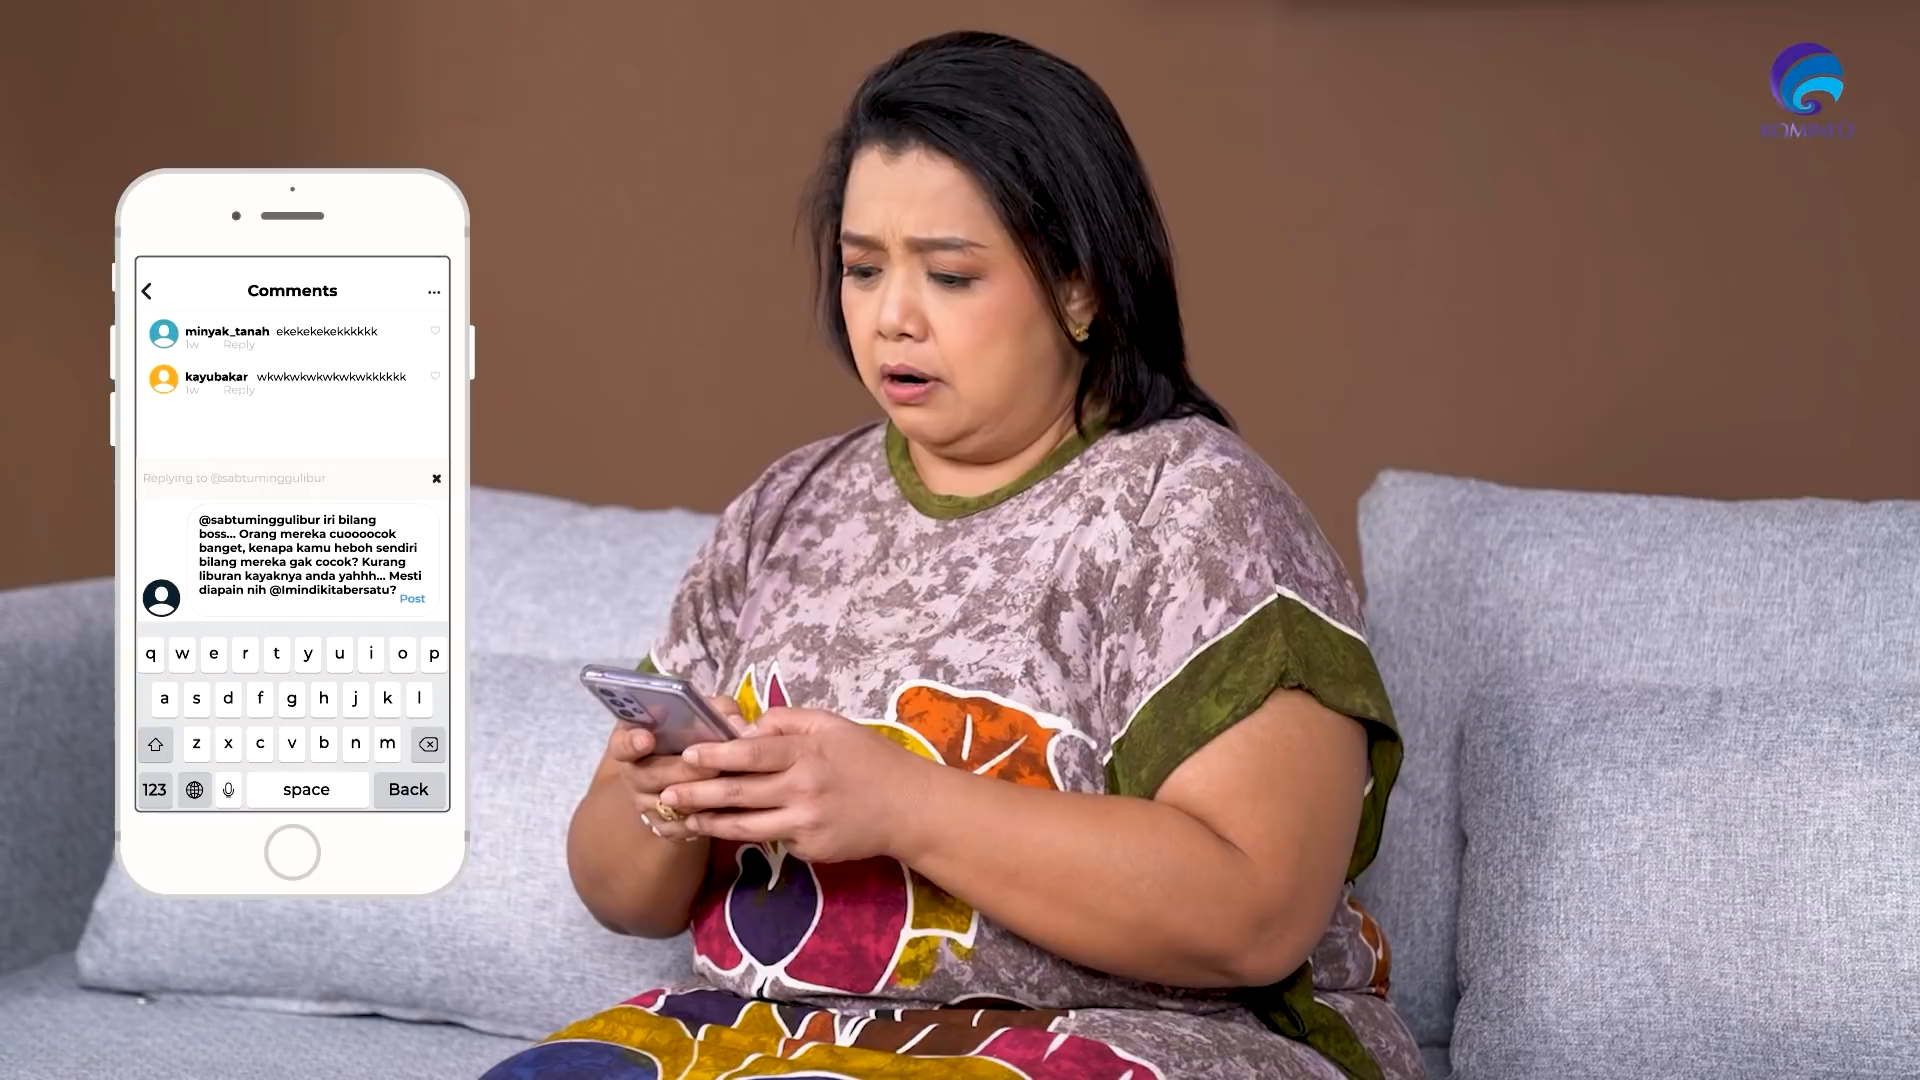 KOMINFO
Comments
minyak_tanah ekekekekekkkkkk
1w Reply
kayubakar wkwkwkwkwkwkwkkkkkk
1w Reply
Replying to @sabtuminggulibur
@sabtuminggulibur iri bilang
boss... Orang mereka cuoooocok
banget, kenapa kamu heboh sendiri
bilang mereka gak cocok? Kurang
liburan kayaknya anda yahhh... Mesti
diapain nih @lmindikitabersatu?
Post
q w e r t y u i o p
a s d f g h j k l
z x c v b n m
123 space Back